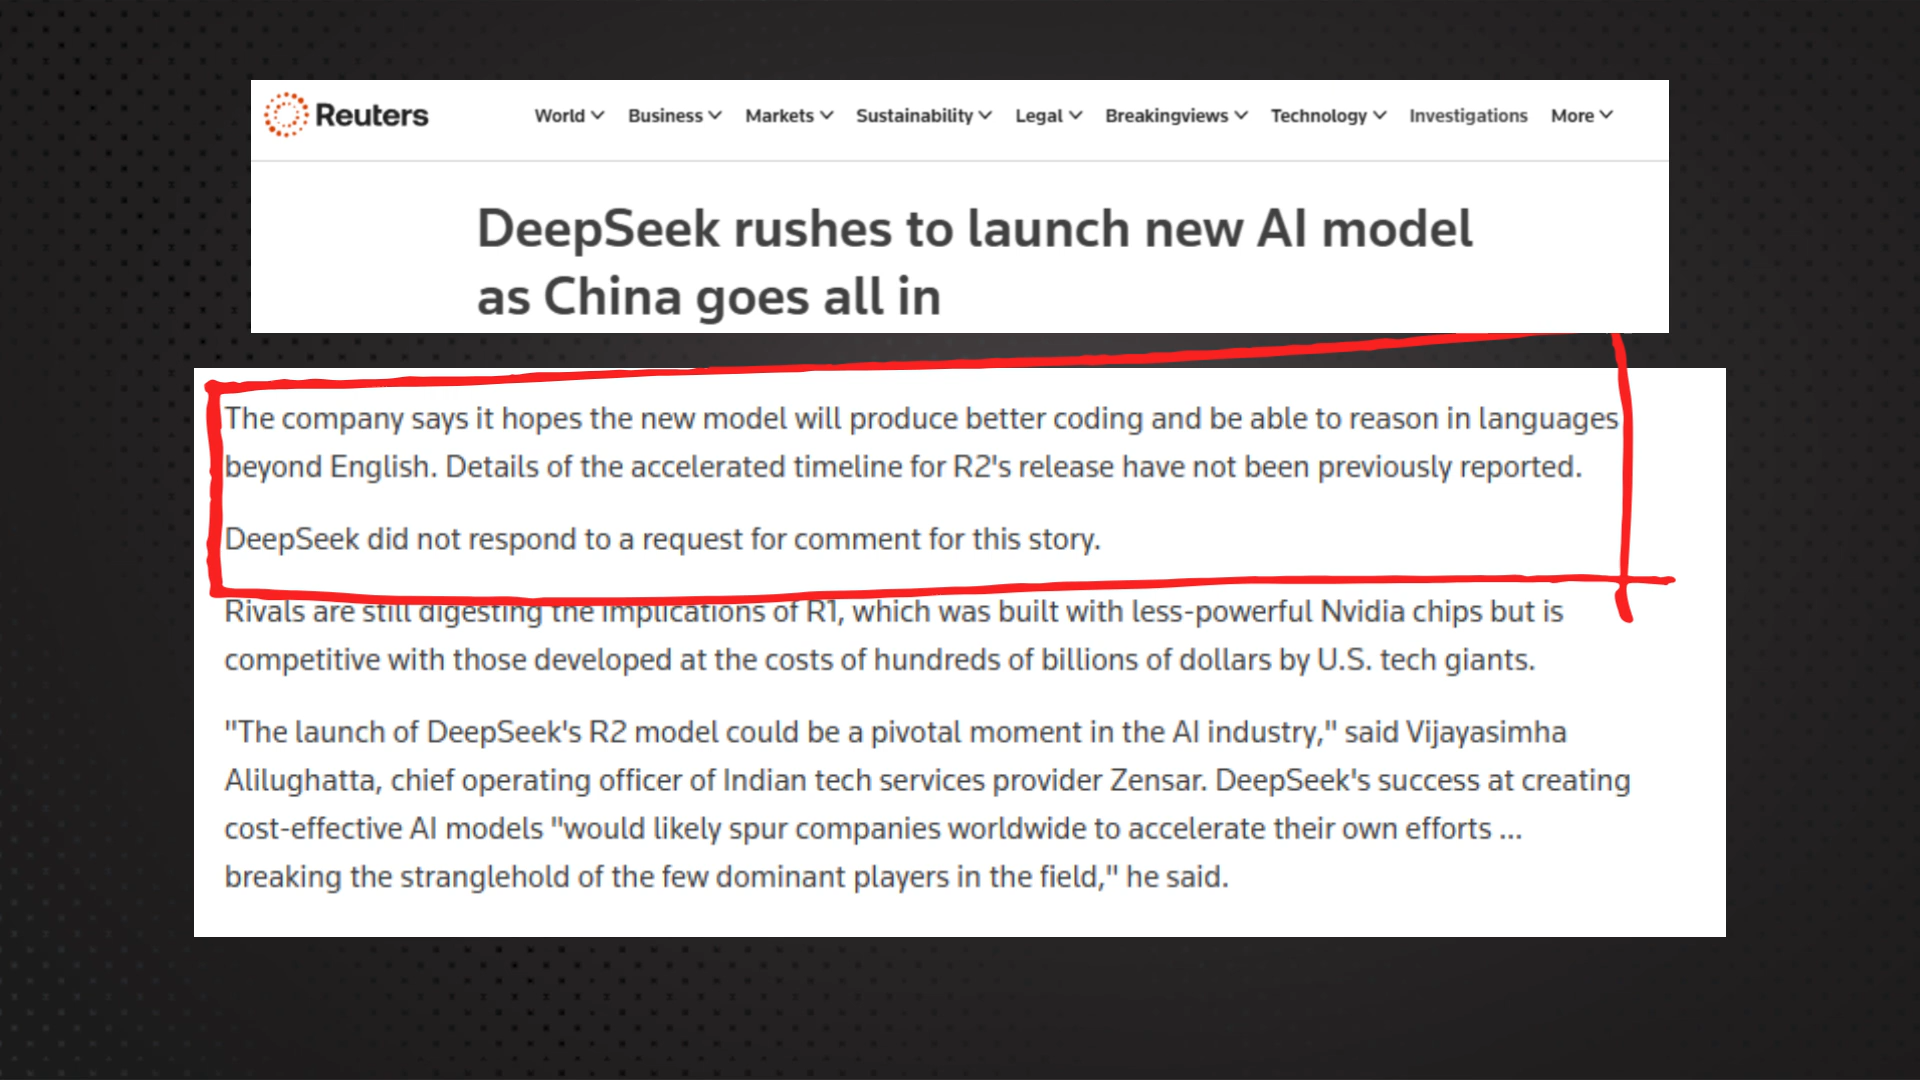 Reuters
World Business Markets Sustainability Legal Breakingviews Technology Investigations More
DeepSeek rushes to launch new AI model
as China goes all in
The company says it hopes the new model will produce better coding and be able to reason in languages
beyond English. Details of the accelerated timeline for R2's release have not been previously reported.
DeepSeek did not respond to a request for comment for this story.
Rivals are still digesting the implications of R1, which was built with less-powerful Nvidia chips but is
competitive with those developed at the costs of hundreds of billions of dollars by U.S. tech giants.
"The launch of DeepSeek's R2 model could be a pivotal moment in the AI industry," said Vijayasimha
Alilughatta, chief operating officer of Indian tech services provider Zensar. DeepSeek's success at creating
cost-effective AI models "would likely spur companies worldwide to accelerate their own efforts ...
breaking the stranglehold of the few dominant players in the field," he said.